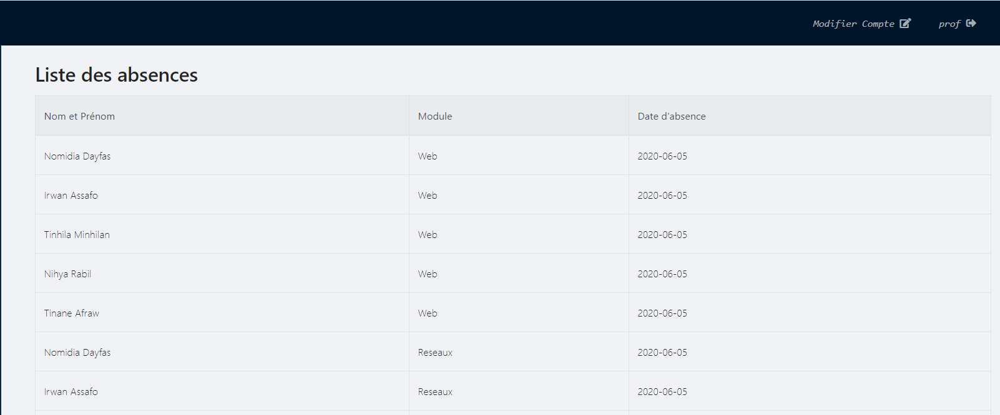 Modifier Compte prof
Liste des absences
Nom et Prénom Module Date d'absence
Nomidia Dayfas Web 2020-06-05
Irwan Assafo Web 2020-06-05
Tinhila Minhilan Web 2020-06-05
Nihya Rabil Web 2020-06-05
Tinane Afraw Web 2020-06-05
Nomidia Dayfas Reseaux 2020-06-05
Irwan Assafo Reseaux 2020-06-05